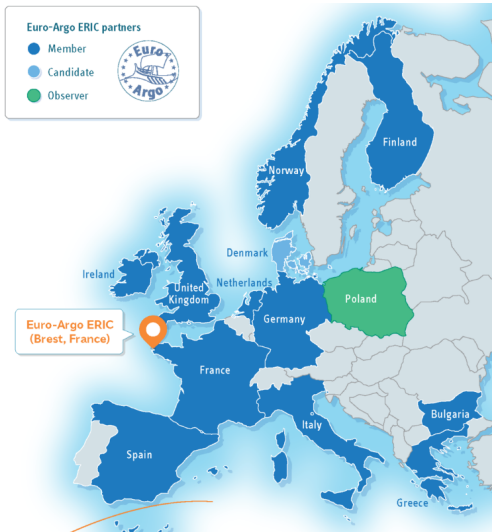 Euro-Argo ERIC partners
Member
Candidate
Observer
Euro-
Argo
Finland
Norway
Denmark
Ireland
United
Kingdom
Netherlands
Poland
Germany
Euro-Argo ERIC
(Brest, France)
France
Bulgaria
Italy
Spain
Greece